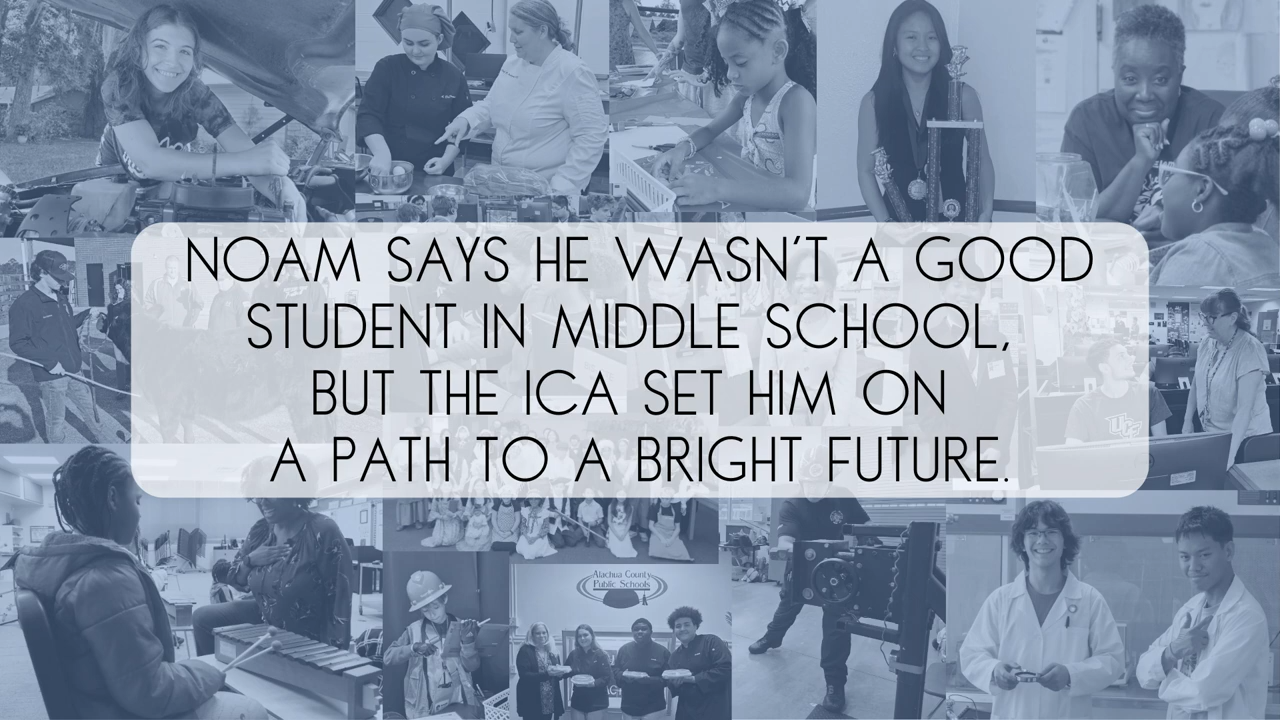 NOAM SAYS HE WASN'T A GOOD
STUDENT IN MIDDLE SCHOOL,
BUT THE ICA SET HIM ON
A PATH TO A BRIGHT FUTURE.
Alachua County
Public Schools